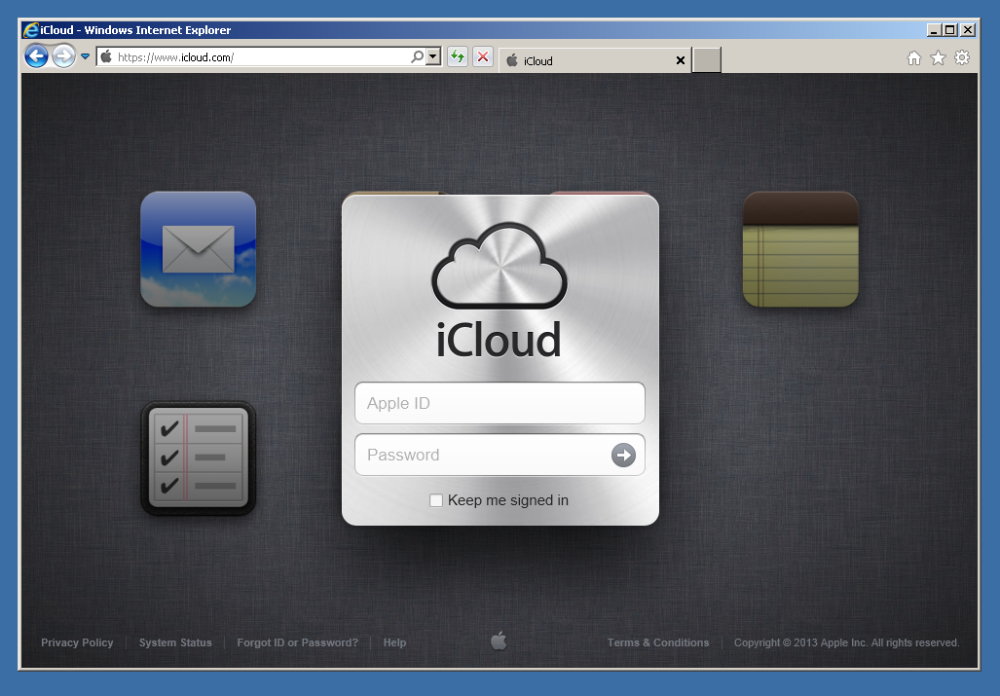 iCloud - Windows Internet Explorer
https://www.icloud.com/
iCloud
iCloud
Apple ID
Password
Keep me signed in
Privacy Policy
System Status
Forgot ID or Password?
Help
Terms & Conditions
Copyright © 2013 Apple Inc. All rights reserved.